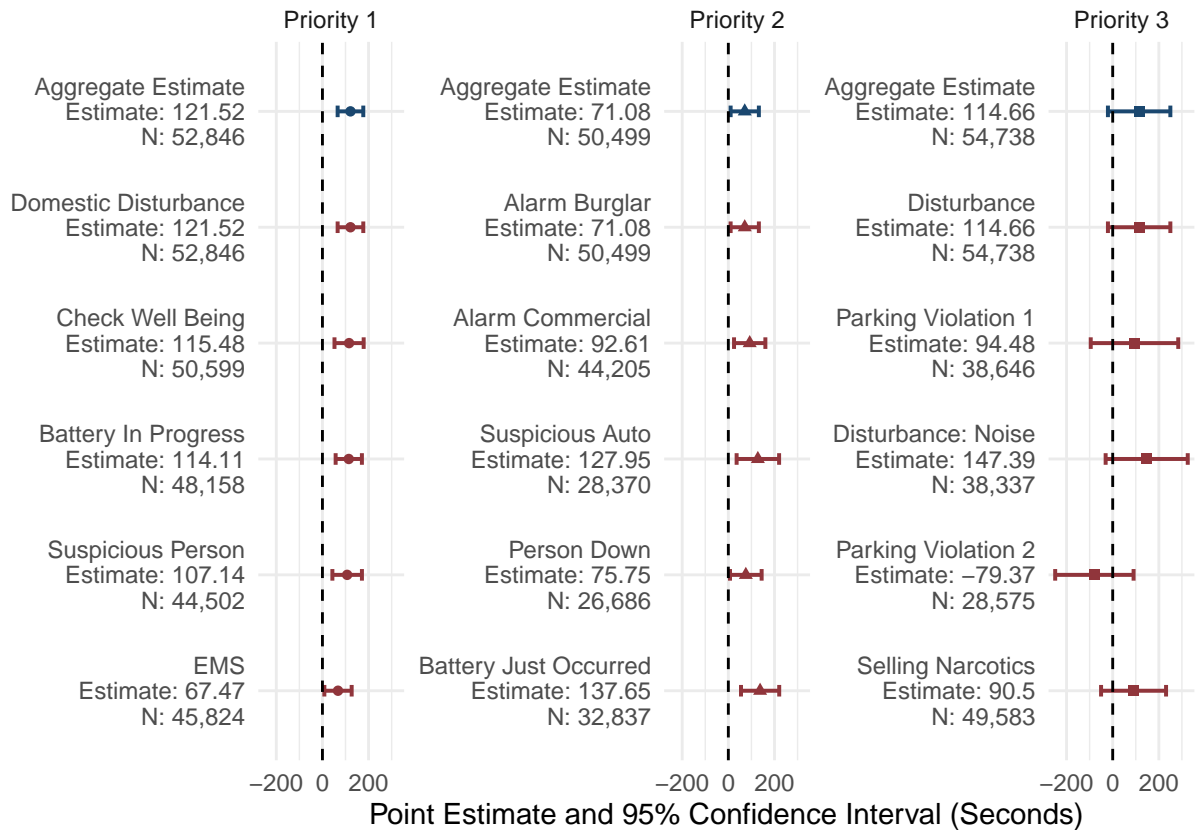 Priority 1
Aggregate Estimate
Estimate: 121.52
N: 52,846
Domestic Disturbance
Estimate: 121.52
N: 52,846
Check Well Being
Estimate: 115.48
N: 50,599
Battery In Progress
Estimate: 114.11
N: 48,158
Suspicious Person
Estimate: 107.14
N: 44,502
EMS
Estimate: 67.47
N: 45,824
−200 0 200
Priority 2
Aggregate Estimate
Estimate: 71.08
N: 50,499
Alarm Burglar
Estimate: 71.08
N: 50,499
Alarm Commercial
Estimate: 92.61
N: 44,205
Suspicious Auto
Estimate: 127.95
N: 28,370
Person Down
Estimate: 75.75
N: 26,686
Battery Just Occurred
Estimate: 137.65
N: 32,837
−200 0 200
Priority 3
Aggregate Estimate
Estimate: 114.66
N: 54,738
Disturbance
Estimate: 114.66
N: 54,738
Parking Violation 1
Estimate: 94.48
N: 38,646
Disturbance: Noise
Estimate: 147.39
N: 38,337
Parking Violation 2
Estimate: −79.37
N: 28,575
Selling Narcotics
Estimate: 90.5
N: 49,583
−200 0 200
Point Estimate and 95% Confidence Interval (Seconds)